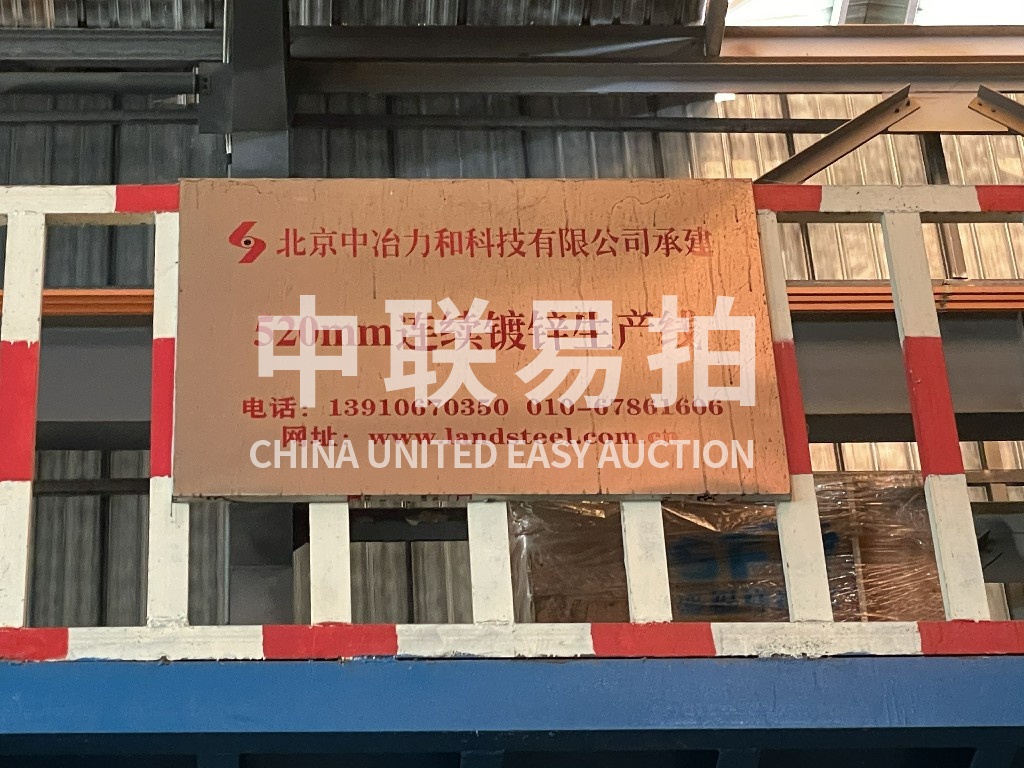 北京中冶力和科技有限公司承建
520mm连续镀锌生产线
中联易拍
电话：13910670350 010-67861606
网址：www.landsteel.com.cn
CHINA UNITED EASY AUCTION